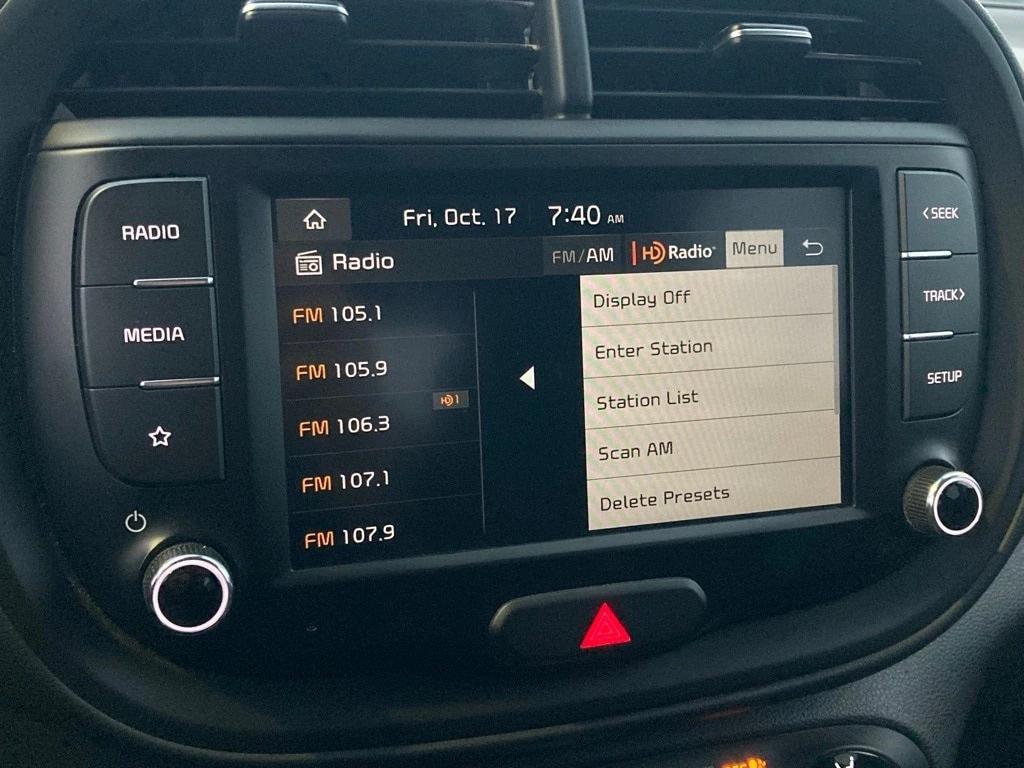 Fri, Oct. 17 7:40 AM
Radio FM/AM HD Radio® Menu
RADIO
MEDIA
FM 105.1
FM 105.9
FM 106.3 HD1
FM 107.1
FM 107.9
Display Off
Enter Station
Station List
Scan AM
Delete Presets
<SEEK
TRACK>
SETUP